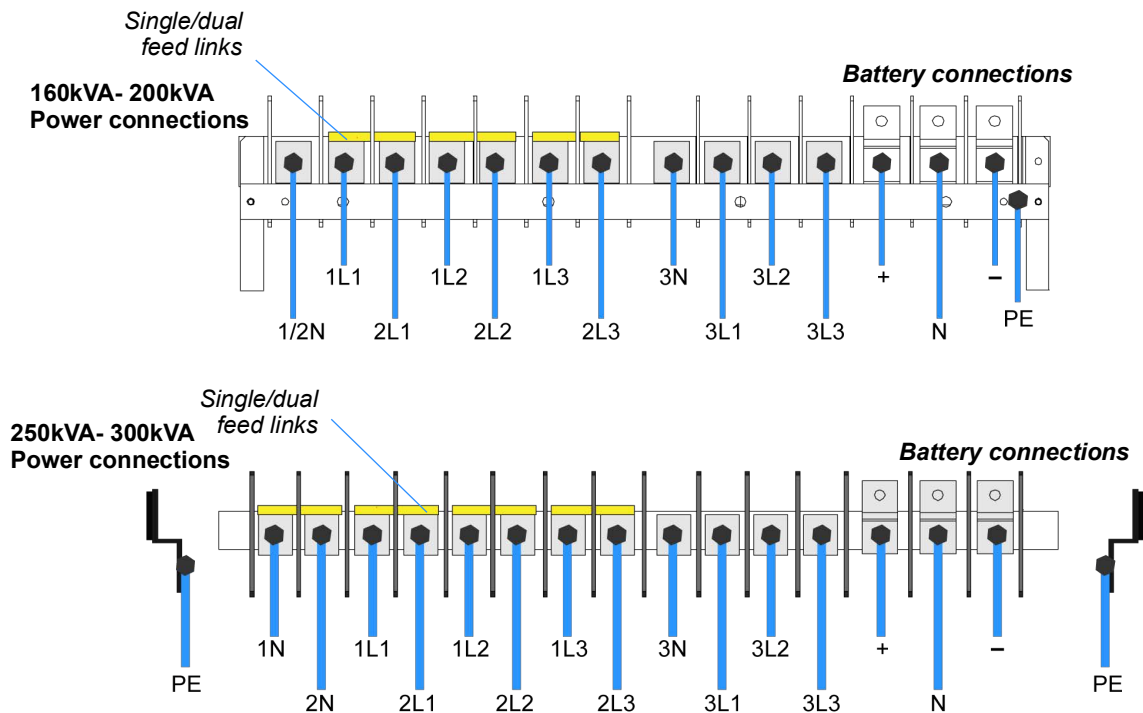 Single/dual
feed links
160kVA- 200kVA
Power connections
Battery connections
1L1 1L2 1L3 3N 3L2 + –
1/2N 2L1 2L2 2L3 3L1 3L3 N PE
Single/dual
feed links
250kVA- 300kVA
Power connections
Battery connections
1N 1L1 1L2 1L3 3N 3L2 + –
PE 2N 2L1 2L2 2L3 3L1 3L3 N PE